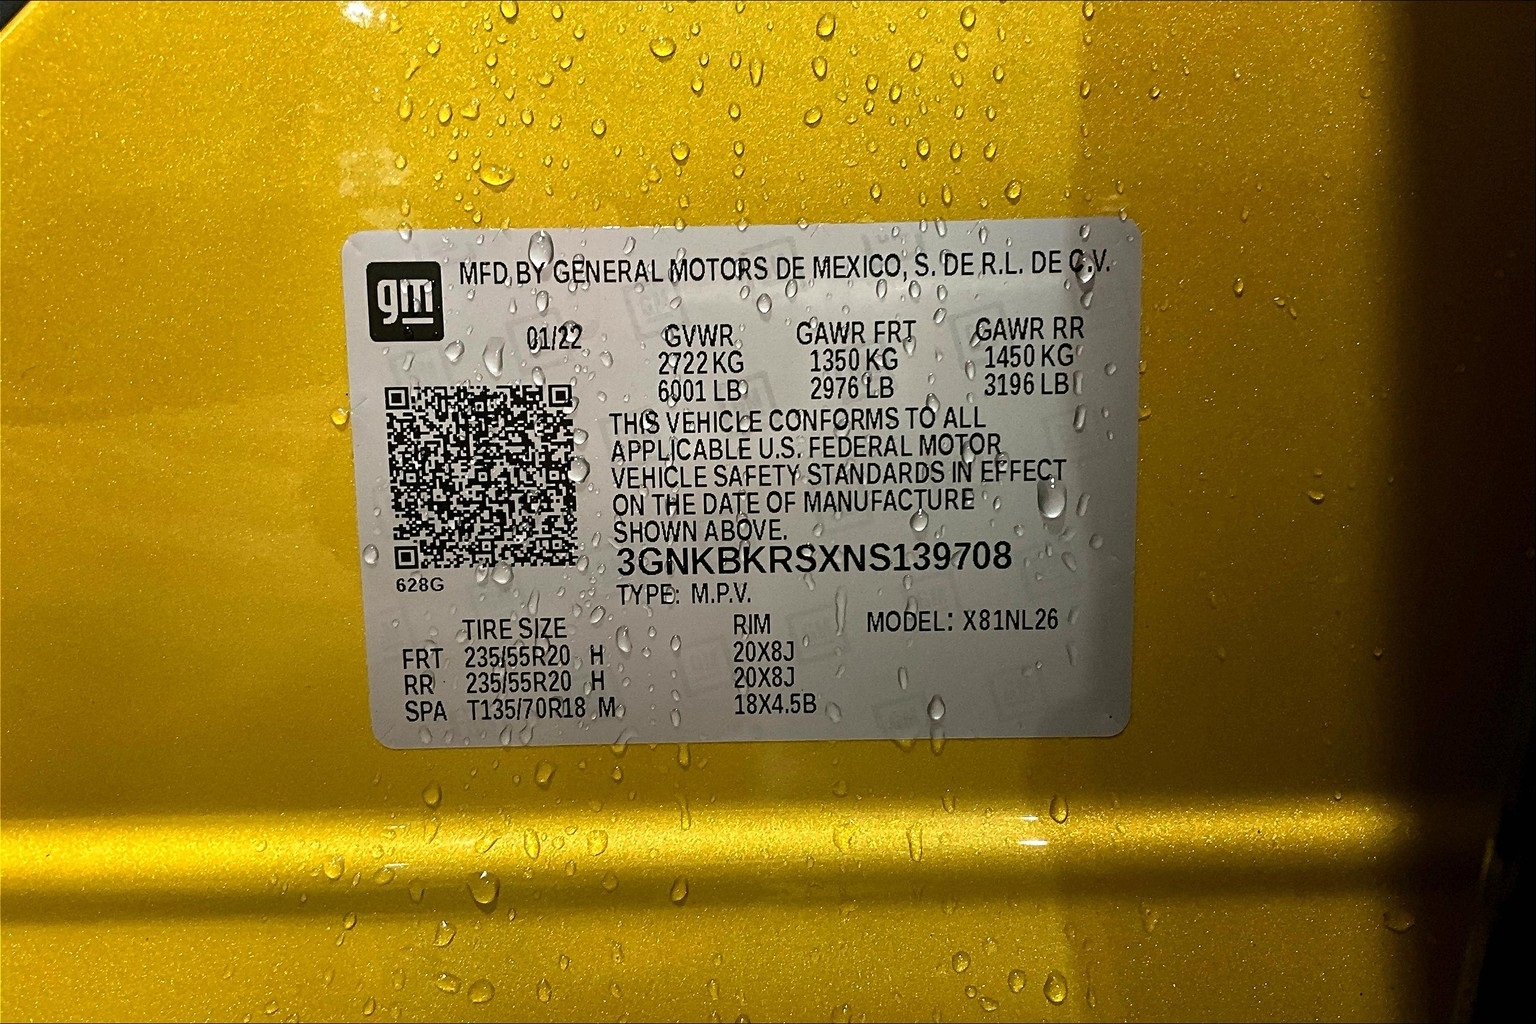 gm
MFD BY GENERAL MOTORS DE MEXICO, S. DE R.L. DE C.V.
01/22 GVWR GAWR FRT GAWR RR
2722 KG 1350 KG 1450 KG
6001 LB 2976 LB 3196 LB
THIS VEHICLE CONFORMS TO ALL
APPLICABLE U.S. FEDERAL MOTOR
VEHICLE SAFETY STANDARDS IN EFFECT
ON THE DATE OF MANUFACTURE
SHOWN ABOVE.
3GNKBKRSXNS139708
628G
TYPE: M.P.V.
TIRE SIZE RIM MODEL: X81NL26
FRT 235/55R20 H 20X8J
RR 235/55R20 H 20X8J
SPA T135/70R18 M 18X4.5B